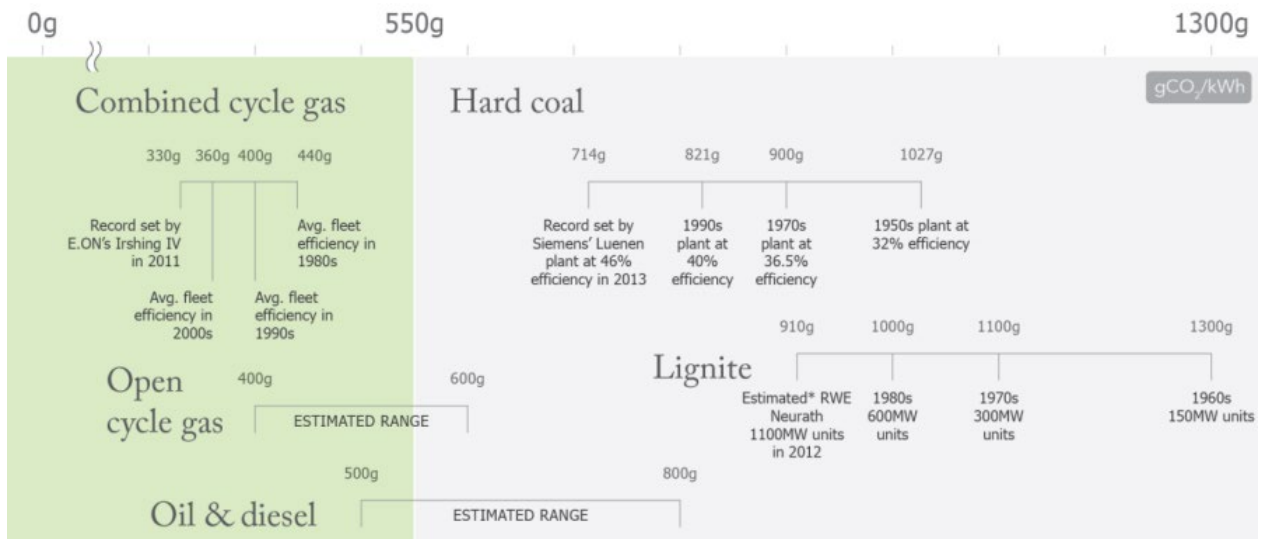 0g
550g
1300g
gCO₂/kWh
Combined cycle gas
330g 360g 400g 440g
Record set by
E.ON's Irshing IV
in 2011
Avg. fleet
efficiency in
1980s
Avg. fleet
efficiency in
2000s
Avg. fleet
efficiency in
1990s
Hard coal
714g
821g
900g
1027g
Record set by
Siemens' Luenen
plant at 46%
efficiency in 2013
1990s
plant at
40%
efficiency
1970s
plant at
36.5%
efficiency
1950s plant at
32% efficiency
Lignite
910g
1000g
1100g
1300g
Estimated* RWE
Neurath
1100MW units
in 2012
1980s
600MW
units
1970s
300MW
units
1960s
150MW units
Open
cycle gas
400g
600g
ESTIMATED RANGE
Oil & diesel
500g
800g
ESTIMATED RANGE